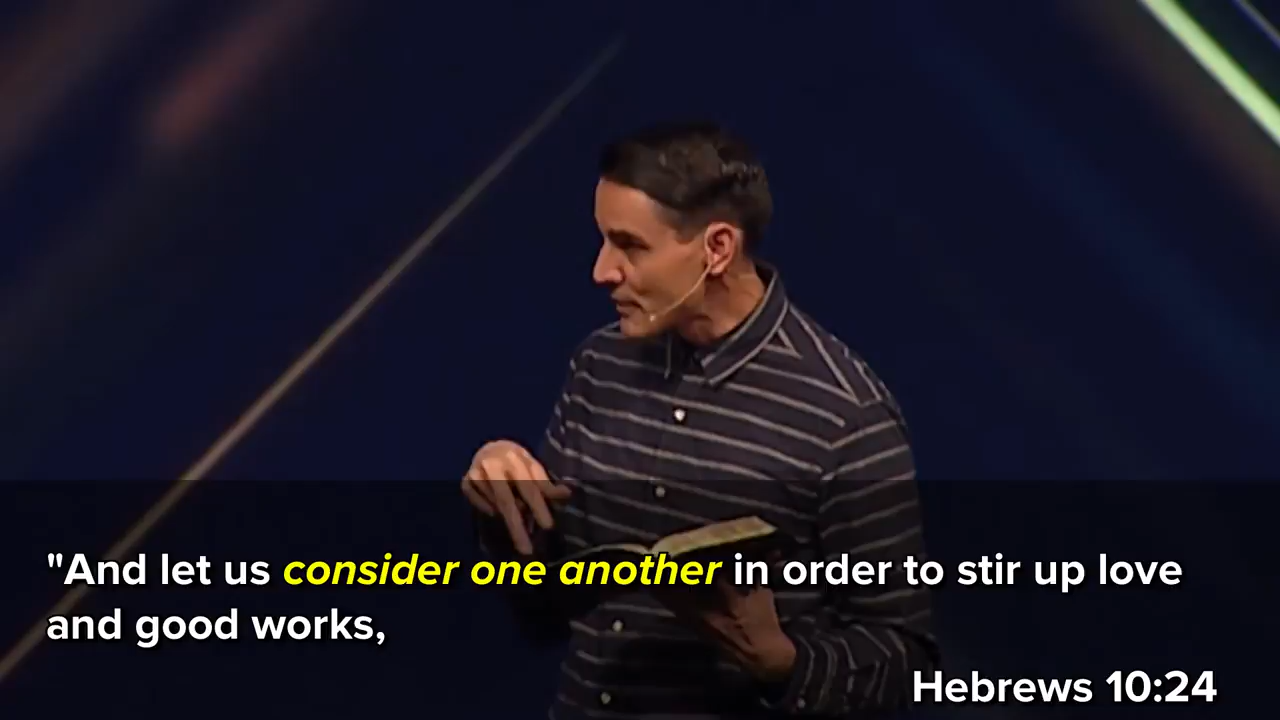 "And let us consider one another in order to stir up love
and good works,
Hebrews 10:24